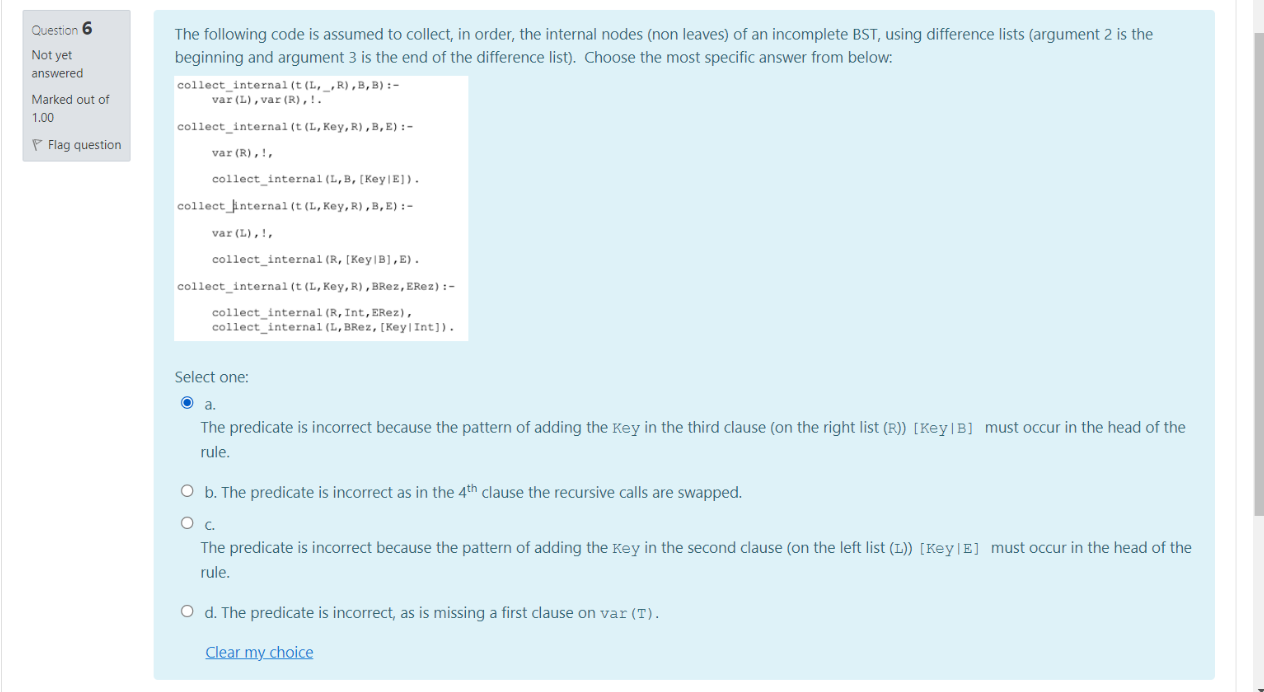 Question 6
Not yet
answered
Marked out of
1.00
Flag question
The following code is assumed to collect, in order, the internal nodes (non leaves) of an incomplete BST, using difference lists (argument 2 is the
beginning and argument 3 is the end of the difference list). Choose the most specific answer from below:
collect_internal(t(L,_,R),B,B):-
var(L),var(R),!.
collect_internal(t(L,Key,R),B,E):-
var(R),!,
collect_internal(L,B,[Key|E]).
collect_internal(t(L,Key,R),B,E):-
var(L),!,
collect_internal(R,[Key|B],E).
collect_internal(t(L,Key,R),BRez,ERez):-
collect_internal(R,Int,ERez),
collect_internal(L,BRez,[Key|Int]).
Select one:
a.
The predicate is incorrect because the pattern of adding the Key in the third clause (on the right list (R)) [Key|B] must occur in the head of the
rule.
b. The predicate is incorrect as in the 4th clause the recursive calls are swapped.
c.
The predicate is incorrect because the pattern of adding the Key in the second clause (on the left list (L)) [Key|E] must occur in the head of the
rule.
d. The predicate is incorrect, as is missing a first clause on var(T).
Clear my choice